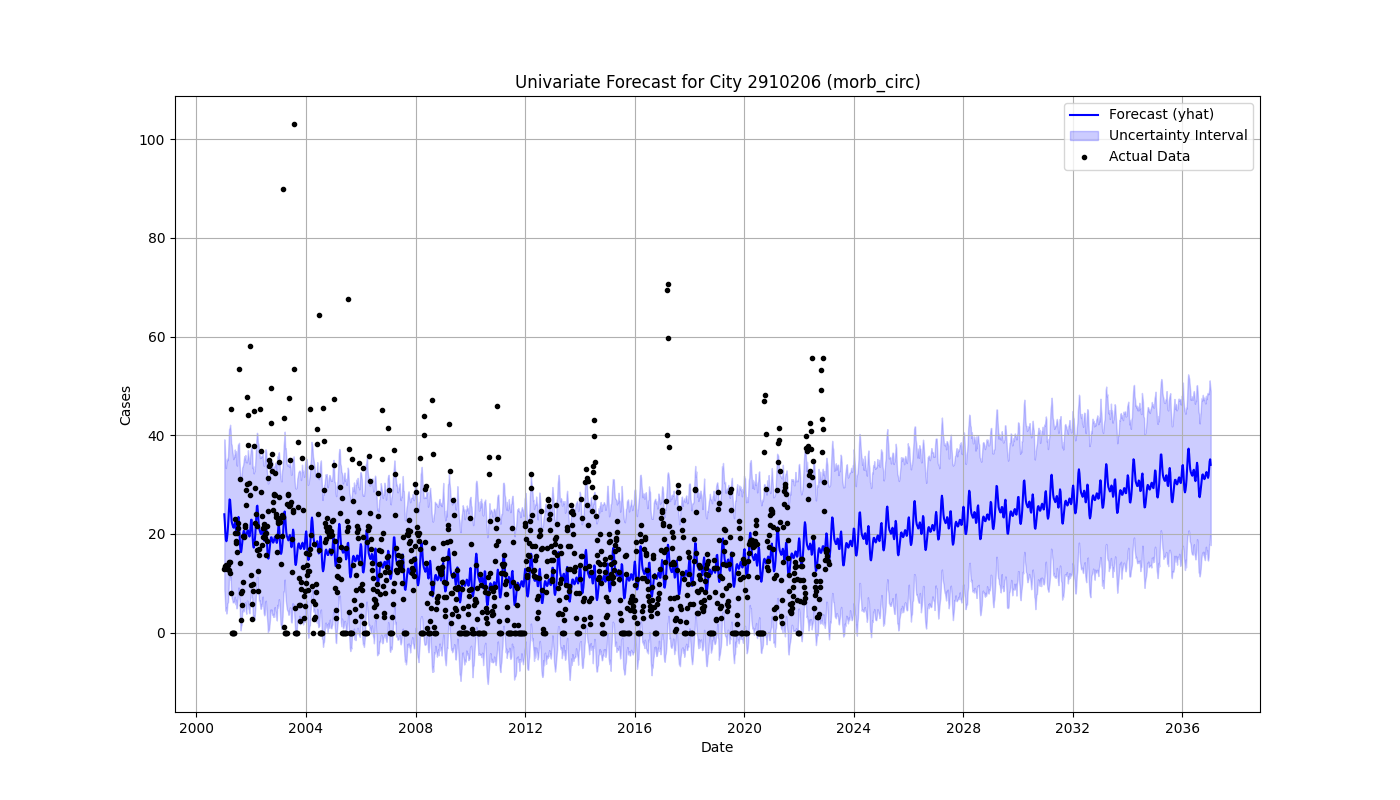 Univariate Forecast for City 2910206 (morb_circ)
Forecast (yhat)
Uncertainty Interval
Actual Data
100
80
60
40
20
0
Cases
2000 2004 2008 2012 2016 2020 2024 2028 2032 2036
Date